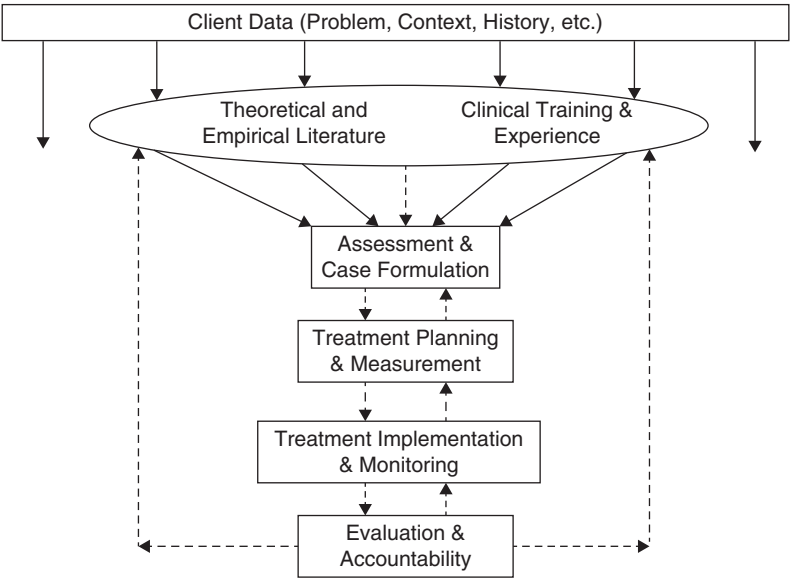 Client Data (Problem, Context, History, etc.)
Theoretical and
Empirical Literature
Clinical Training &
Experience
Assessment &
Case Formulation
Treatment Planning
& Measurement
Treatment Implementation
& Monitoring
Evaluation &
Accountability